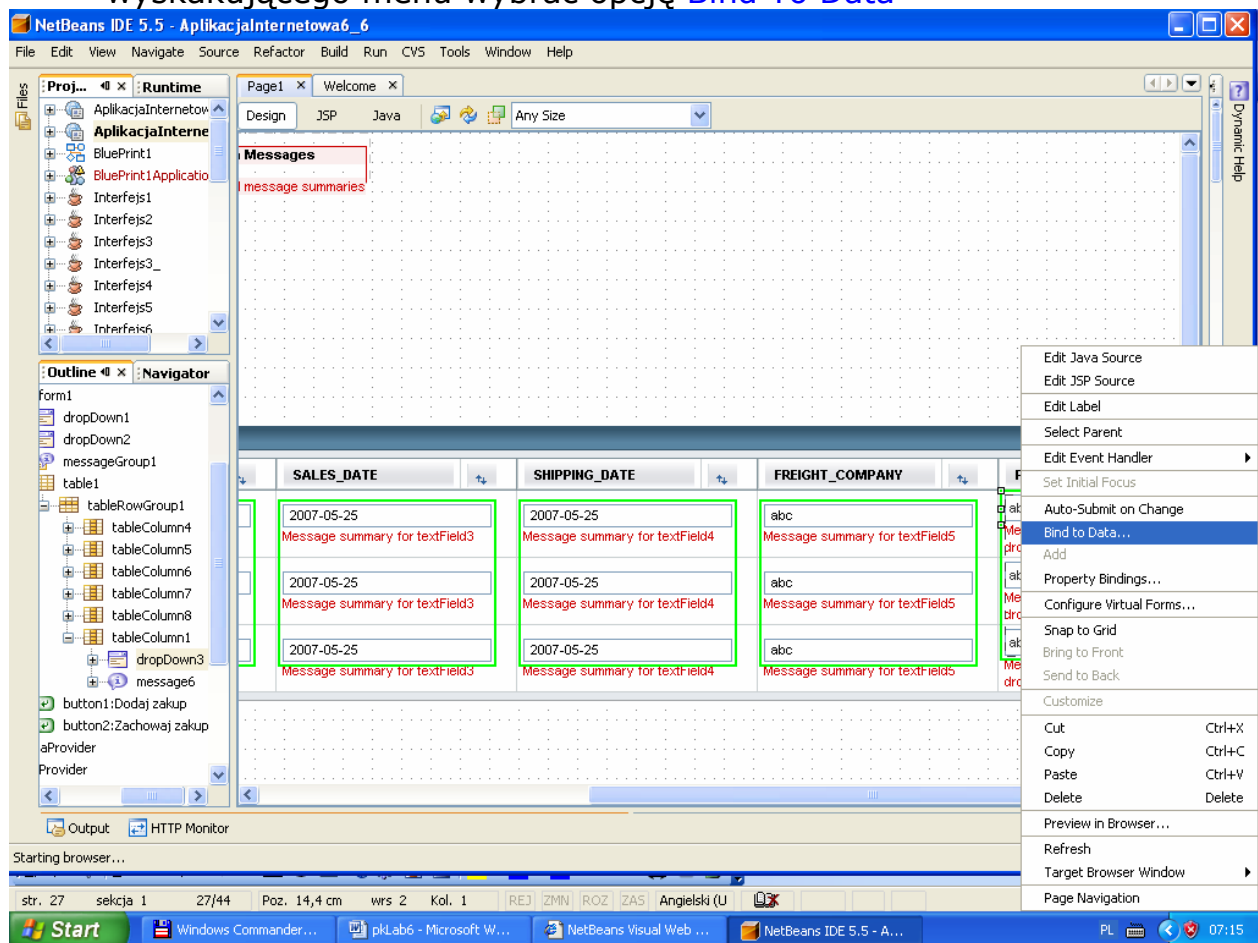 wyskakującego menu wybrać opcję Bind To Data
NetBeans IDE 5.5 - AplikacjaInternetowa6_6
File Edit View Navigate Source Refactor Build Run CVS Tools Window Help
Files
Proj... Runtime
AplikacjaInternetow
AplikacjaInterne
BluePrint1
BluePrint1Applicatio
Interfejs1
Interfejs2
Interfejs3
Interfejs3_
Interfejs4
Interfejs5
Interfejs6
Page1 Welcome
Design JSP Java Any Size
Messages
message summaries
Dynamic Help
Outline Navigator
form1
dropDown1
dropDown2
messageGroup1
table1
tableRowGroup1
tableColumn4
tableColumn5
tableColumn6
tableColumn7
tableColumn8
tableColumn1
dropDown3
message6
button1:Dodaj zakup
button2:Zachowaj zakup
aProvider
Provider
SALES_DATE SHIPPING_DATE FREIGHT_COMPANY
2007-05-25 2007-05-25 abc
Message summary for textField3 Message summary for textField4 Message summary for textField5
2007-05-25 2007-05-25 abc
Message summary for textField3 Message summary for textField4 Message summary for textField5
2007-05-25 2007-05-25 abc
Message summary for textField3 Message summary for textField4 Message summary for textField5
Edit Java Source
Edit JSP Source
Edit Label
Select Parent
Edit Event Handler
Set Initial Focus
Auto-Submit on Change
Bind to Data...
Add
Property Bindings...
Configure Virtual Forms...
Snap to Grid
Bring to Front
Send to Back
Customize
Cut Ctrl+X
Copy Ctrl+C
Paste Ctrl+V
Delete Delete
Preview in Browser...
Refresh
Target Browser Window
Page Navigation
Output HTTP Monitor
Starting browser...
str. 27 sekcja 1 27/44 Poz. 14,4 cm wrs 2 Kol. 1 REJ ZMN ROZ ZAS Angielski (U
Start Windows Commander... pkLab6 - Microsoft W... NetBeans Visual Web ... NetBeans IDE 5.5 - A... PL 07:15